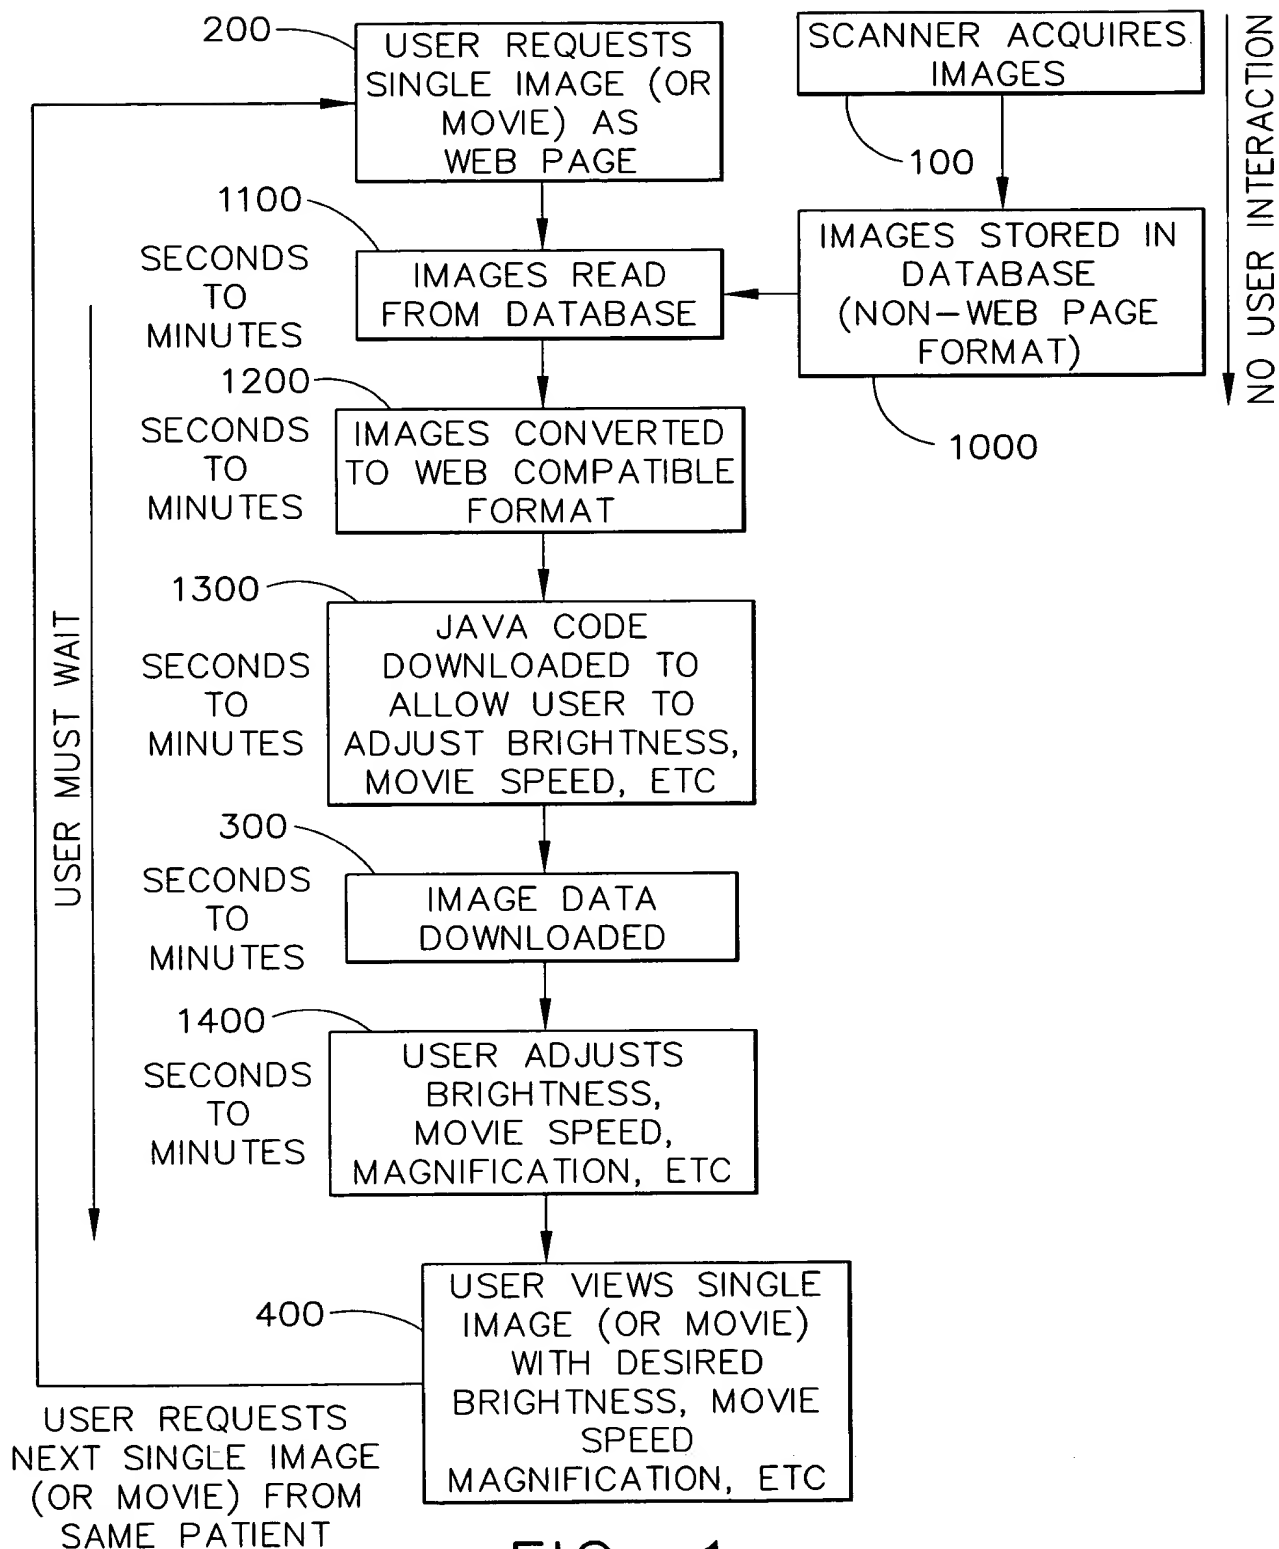 200
USER REQUESTS
SINGLE IMAGE (OR
MOVIE) AS
WEB PAGE
SCANNER ACQUIRES
IMAGES
100
NO USER INTERACTION
1100
IMAGES READ
FROM DATABASE
IMAGES STORED IN
DATABASE
(NON-WEB PAGE
FORMAT)
1000
SECONDS
TO
MINUTES
1200
IMAGES CONVERTED
TO WEB COMPATIBLE
FORMAT
SECONDS
TO
MINUTES
1300
JAVA CODE
DOWNLOADED TO
ALLOW USER TO
ADJUST BRIGHTNESS,
MOVIE SPEED, ETC
SECONDS
TO
MINUTES
USER MUST WAIT
300
IMAGE DATA
DOWNLOADED
SECONDS
TO
MINUTES
1400
USER ADJUSTS
BRIGHTNESS,
MOVIE SPEED,
MAGNIFICATION, ETC
SECONDS
TO
MINUTES
400
USER VIEWS SINGLE
IMAGE (OR MOVIE)
WITH DESIRED
BRIGHTNESS, MOVIE
SPEED
MAGNIFICATION, ETC
USER REQUESTS
NEXT SINGLE IMAGE
(OR MOVIE) FROM
SAME PATIENT
FIG. 1